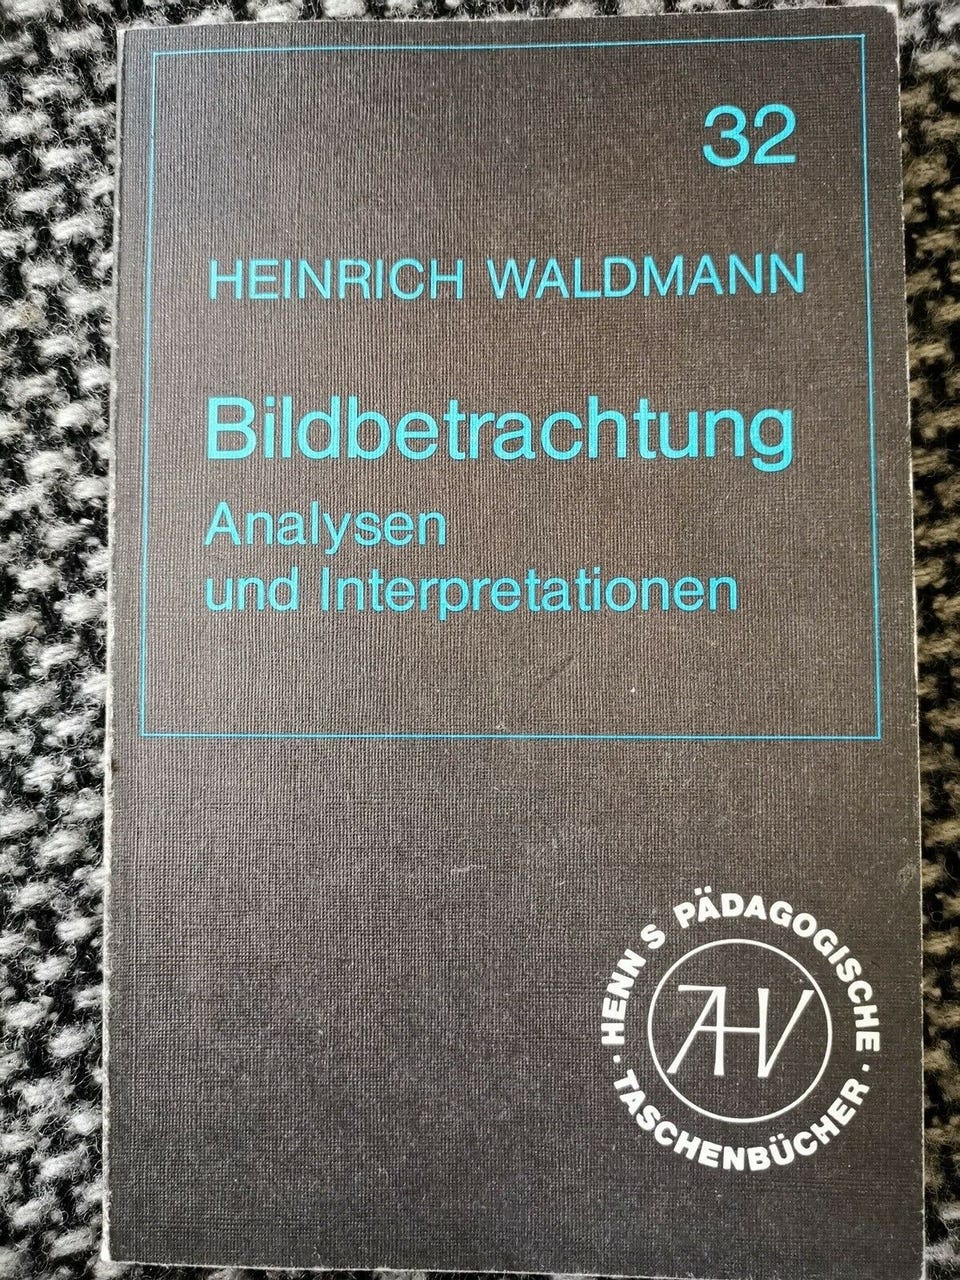 32
HEINRICH WALDMANN
Bildbetrachtung
Analysen
und Interpretationen
· HENN S PÄDAGOGISCHE ·
TASCHENBÜCHER
AHV